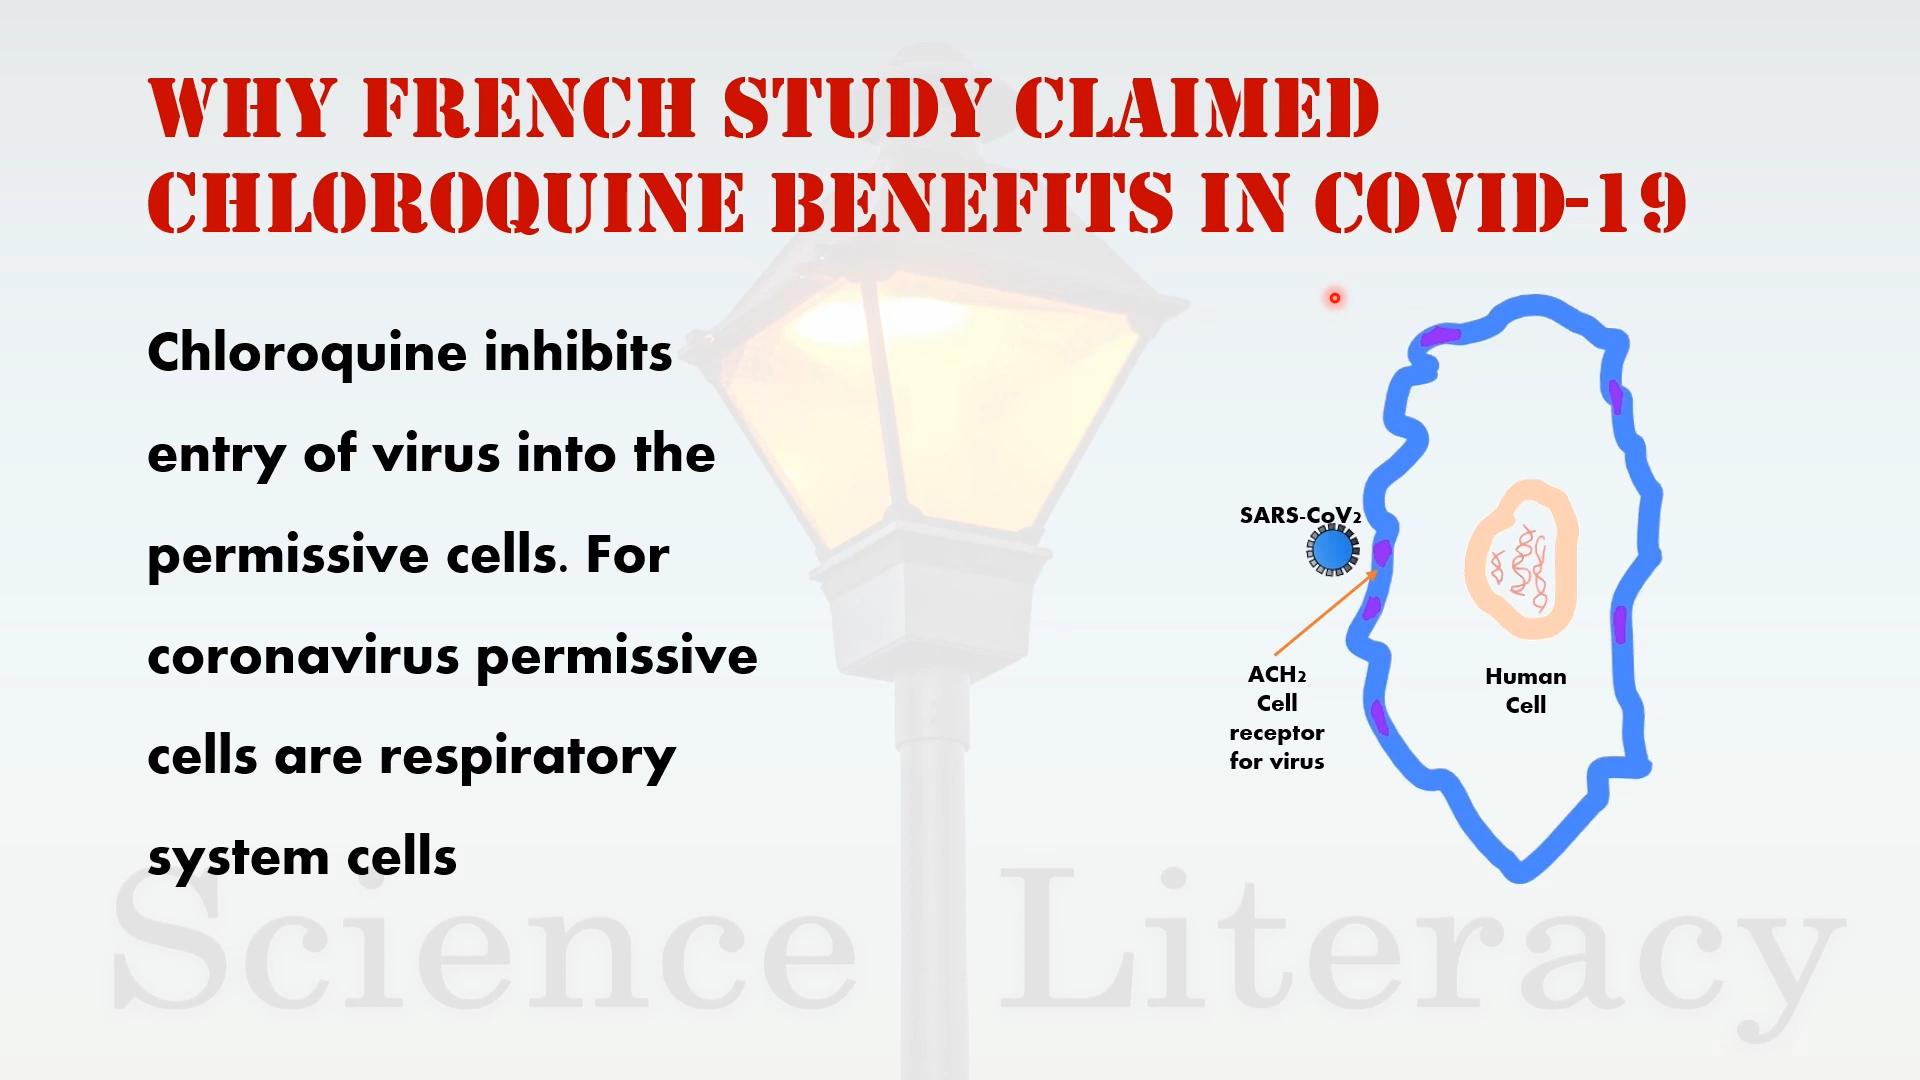 WHY FRENCH STUDY CLAIMED
CHLOROQUINE BENEFITS IN COVID-19
Chloroquine inhibits
entry of virus into the
permissive cells. For
coronavirus permissive
cells are respiratory
system cells
SARS-CoV2
ACH2
Cell
receptor
for virus
Human
Cell
Science Literacy